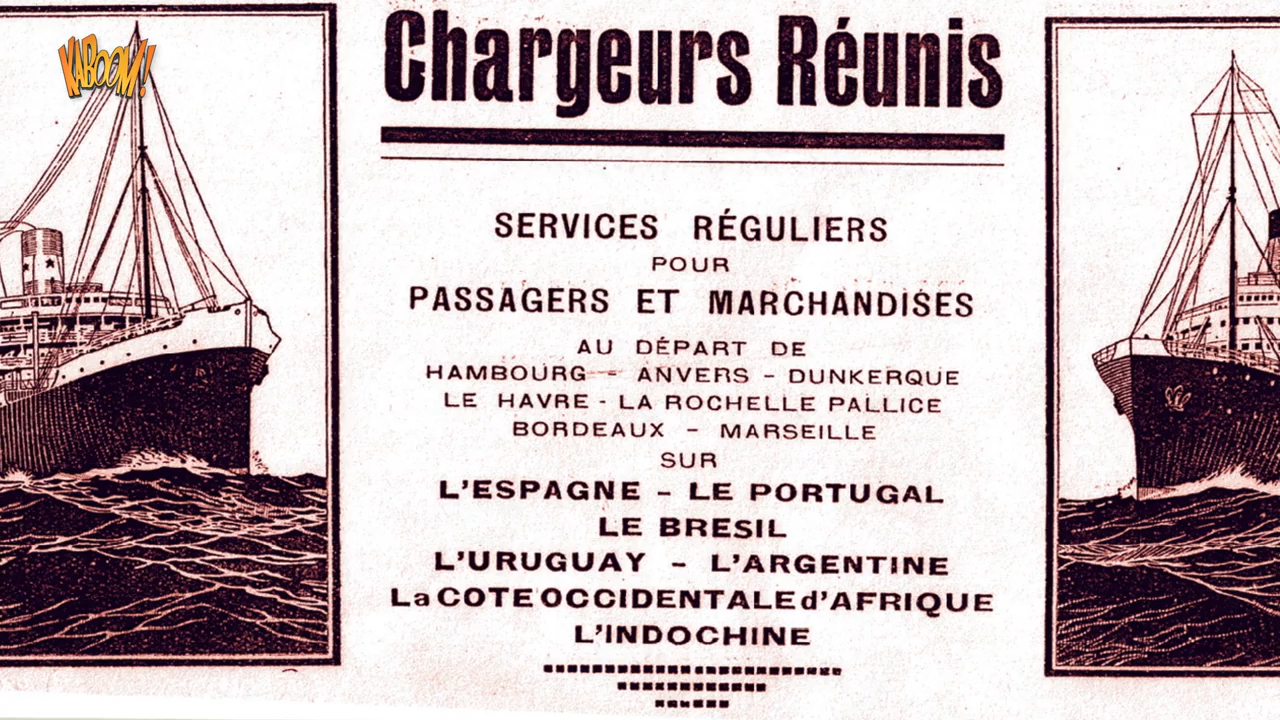 KABOOM!
Chargeurs Réunis
SERVICES RÉGULIERS
POUR
PASSAGERS ET MARCHANDISES
AU DÉPART DE
HAMBOURG - ANVERS - DUNKERQUE
LE HAVRE - LA ROCHELLE PALLICE
BORDEAUX - MARSEILLE
SUR
L'ESPAGNE - LE PORTUGAL
LE BRESIL
L'URUGUAY - L'ARGENTINE
La COTE OCCIDENTALE d'AFRIQUE
L'INDOCHINE